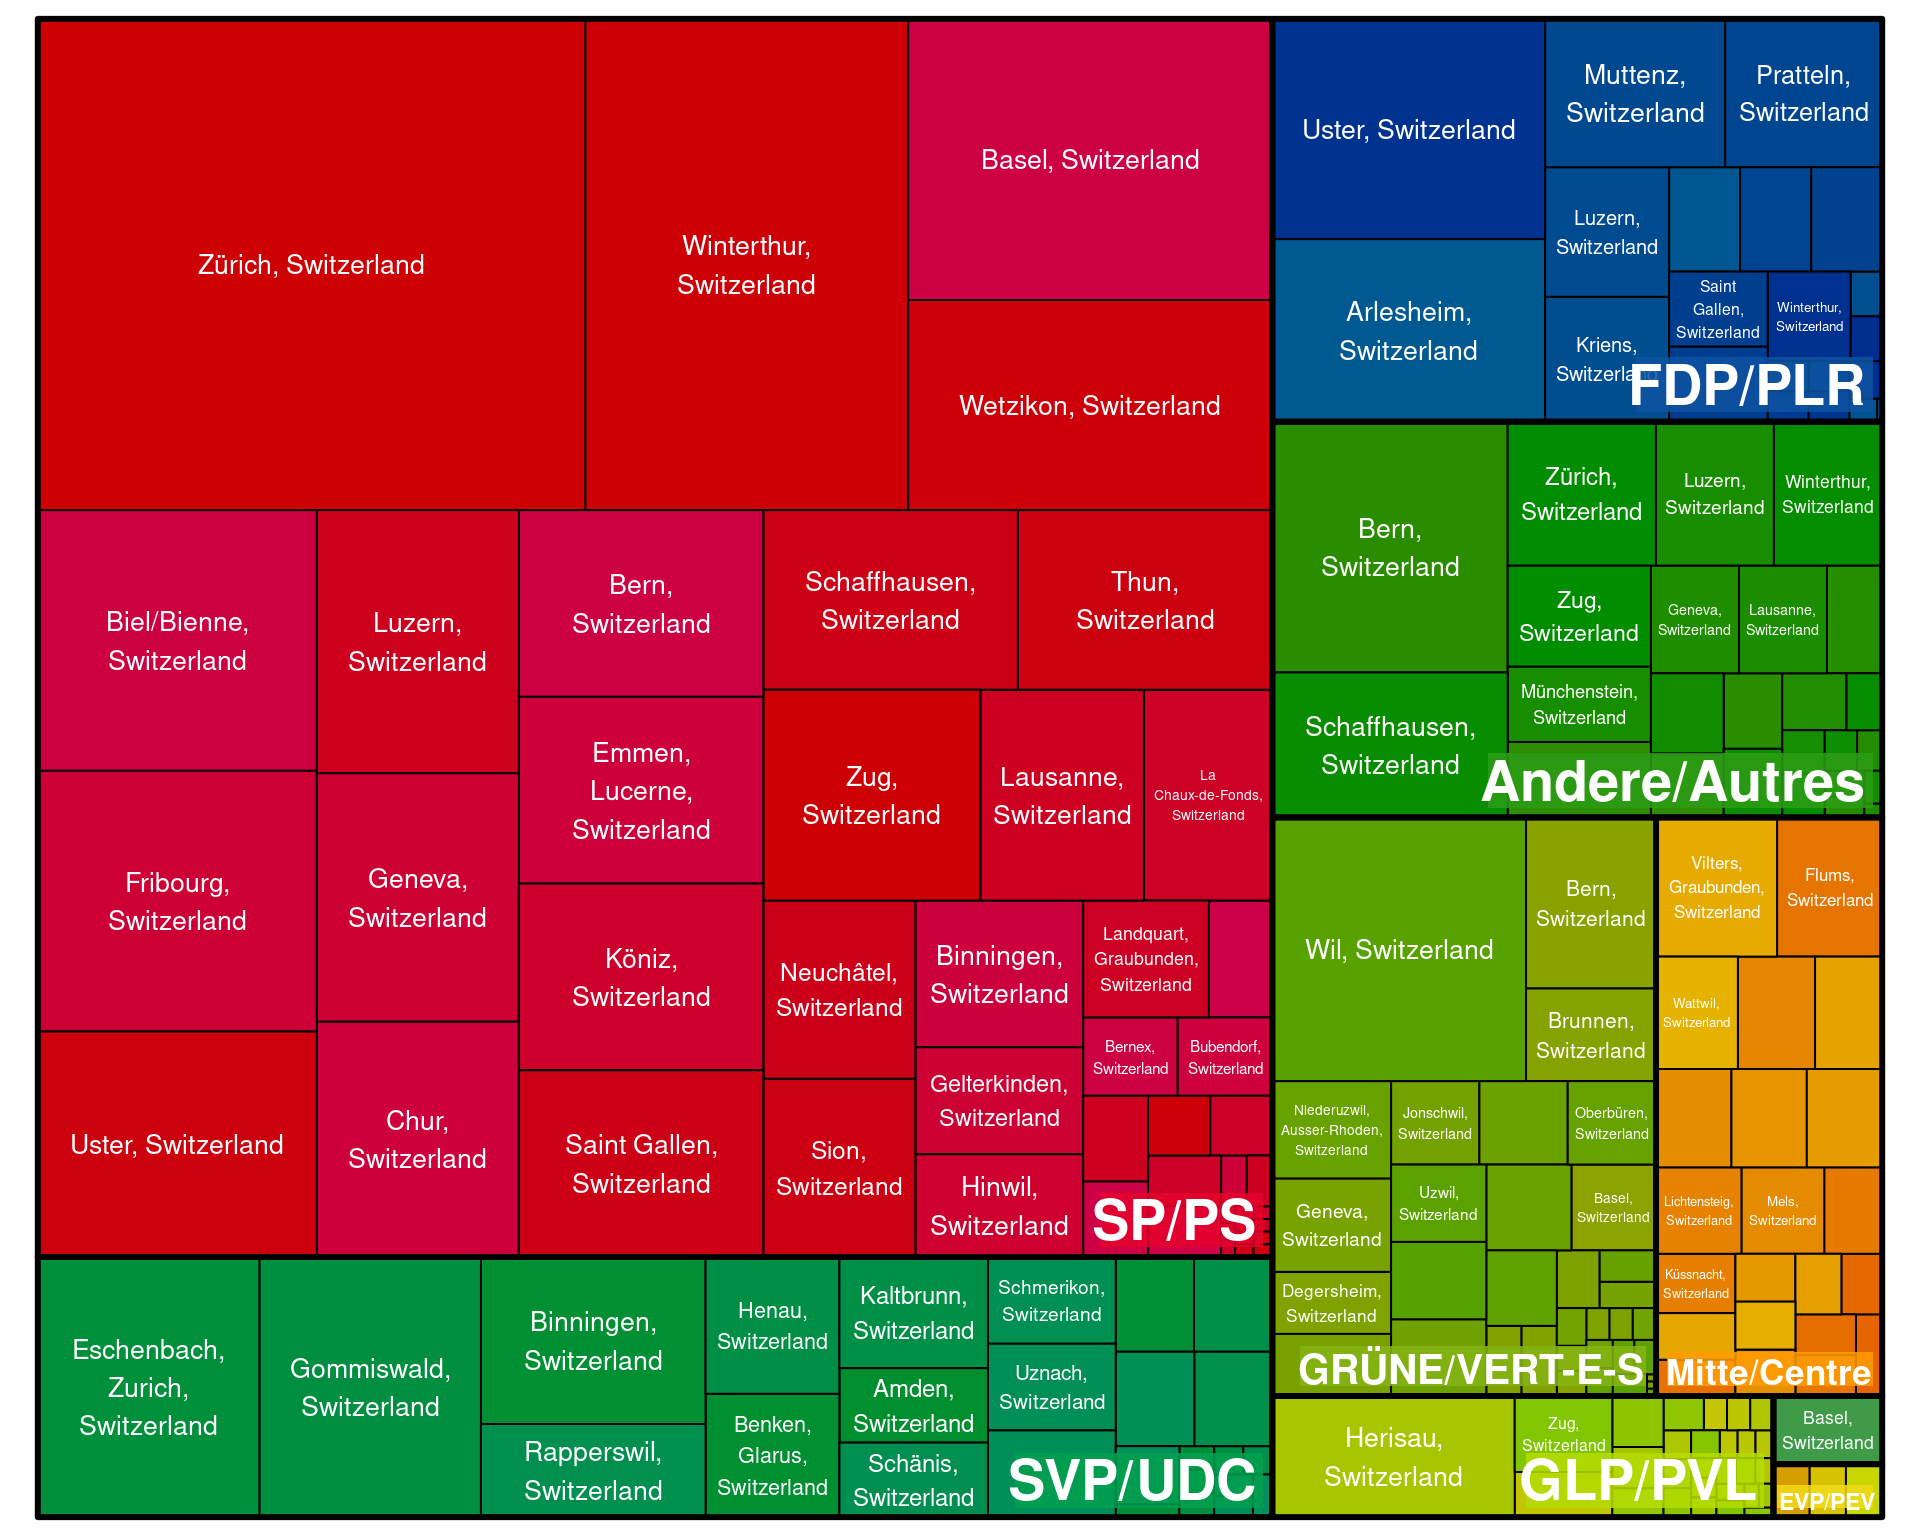 Zürich, Switzerland
Winterthur,
Switzerland
Basel, Switzerland
Wetzikon, Switzerland
Biel/Bienne,
Switzerland
Fribourg,
Switzerland
Uster, Switzerland
Luzern,
Switzerland
Geneva,
Switzerland
Chur,
Switzerland
Bern,
Switzerland
Emmen,
Lucerne,
Switzerland
Köniz,
Switzerland
Saint Gallen,
Switzerland
Schaffhausen,
Switzerland
Thun,
Switzerland
Zug,
Switzerland
Lausanne,
Switzerland
La
Chaux-de-Fonds,
Switzerland
Neuchâtel,
Switzerland
Sion,
Switzerland
Binningen,
Switzerland
Gelterkinden,
Switzerland
Hinwil,
Switzerland
Landquart,
Graubunden,
Switzerland
Bernex,
Switzerland
Bubendorf,
Switzerland
SP/PS
Eschenbach,
Zurich,
Switzerland
Gommiswald,
Switzerland
Binningen,
Switzerland
Rapperswil,
Switzerland
Henau,
Switzerland
Benken,
Glarus,
Switzerland
Kaltbrunn,
Switzerland
Amden,
Switzerland
Schänis,
Switzerland
Schmerikon,
Switzerland
Uznach,
Switzerland
SVP/UDC
Uster, Switzerland
Arlesheim,
Switzerland
Muttenz,
Switzerland
Pratteln,
Switzerland
Luzern,
Switzerland
Kriens,
Switzerland
Saint
Gallen,
Switzerland
Winterthur,
Switzerland
FDP/PLR
Bern,
Switzerland
Schaffhausen,
Switzerland
Zürich,
Switzerland
Luzern,
Switzerland
Winterthur,
Switzerland
Zug,
Switzerland
Geneva,
Switzerland
Lausanne,
Switzerland
Münchenstein,
Switzerland
Andere/Autres
Wil, Switzerland
Bern,
Switzerland
Brunnen,
Switzerland
Niederuzwil,
Ausser-Rhoden,
Switzerland
Jonschwil,
Switzerland
Oberbüren,
Switzerland
Geneva,
Switzerland
Uzwil,
Switzerland
Basel,
Switzerland
Degersheim,
Switzerland
GRÜNE/VERT-E-S
Vilters,
Graubunden,
Switzerland
Flums,
Switzerland
Wattwil,
Switzerland
Lichtensteig,
Switzerland
Mels,
Switzerland
Küssnacht,
Switzerland
Mitte/Centre
Herisau,
Switzerland
Zug,
Switzerland
GLP/PVL
Basel,
Switzerland
EVP/PEV